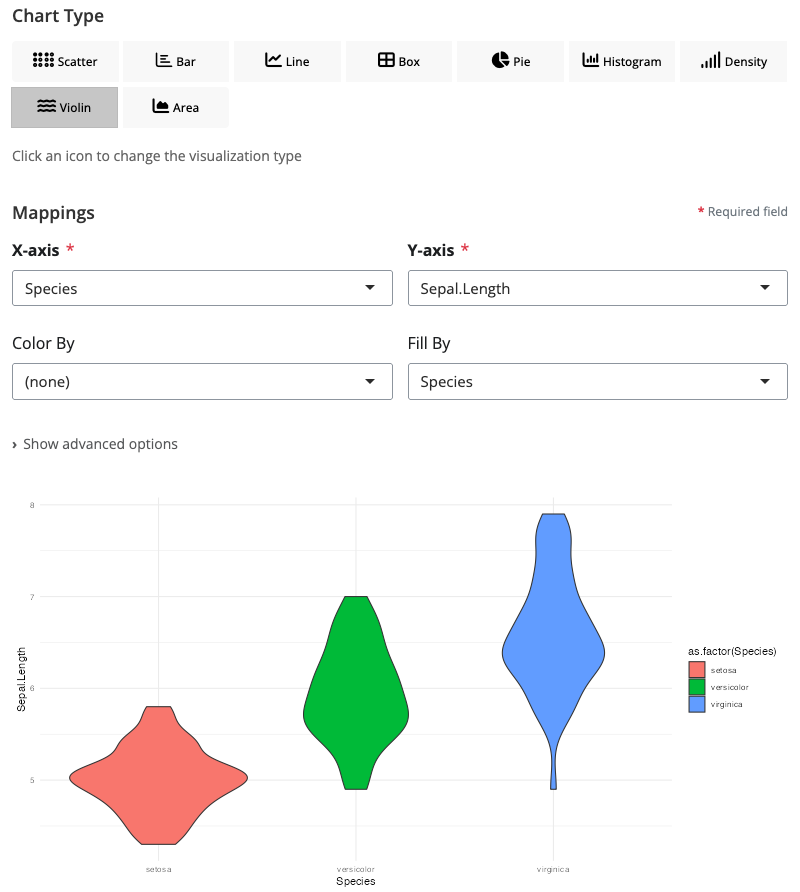 Chart Type
Scatter Bar Line Box Pie Histogram Density
Violin Area
Click an icon to change the visualization type
Mappings * Required field
X-axis * Y-axis *
Species Sepal.Length
Color By Fill By
(none) Species
› Show advanced options
8
7
6
5
Sepal.Length
setosa versicolor virginica
Species
as.factor(Species)
setosa
versicolor
virginica